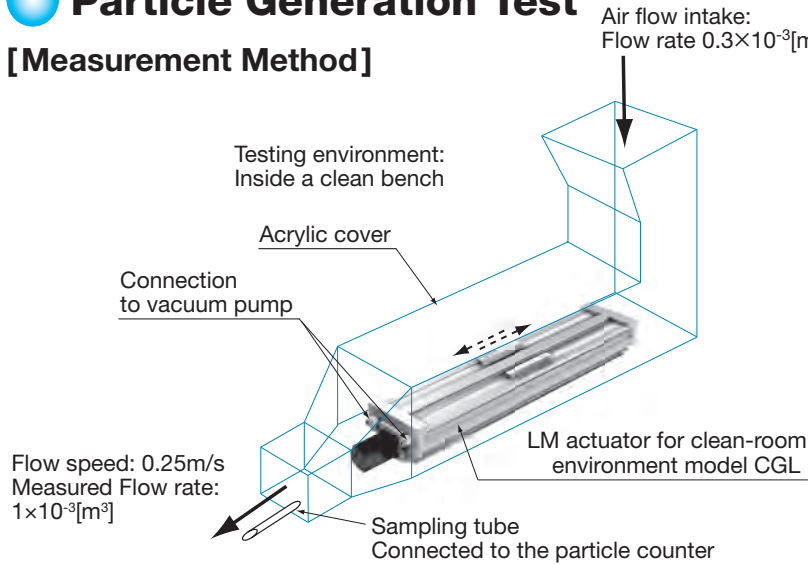 Particle Generation Test
[Measurement Method]
Air flow intake:
Flow rate 0.3×10⁻³[m
Testing environment:
Inside a clean bench
Acrylic cover
Connection
to vacuum pump
LM actuator for clean-room
environment model CGL
Flow speed: 0.25m/s
Measured Flow rate:
1×10⁻³[m³]
Sampling tube
Connected to the particle counter